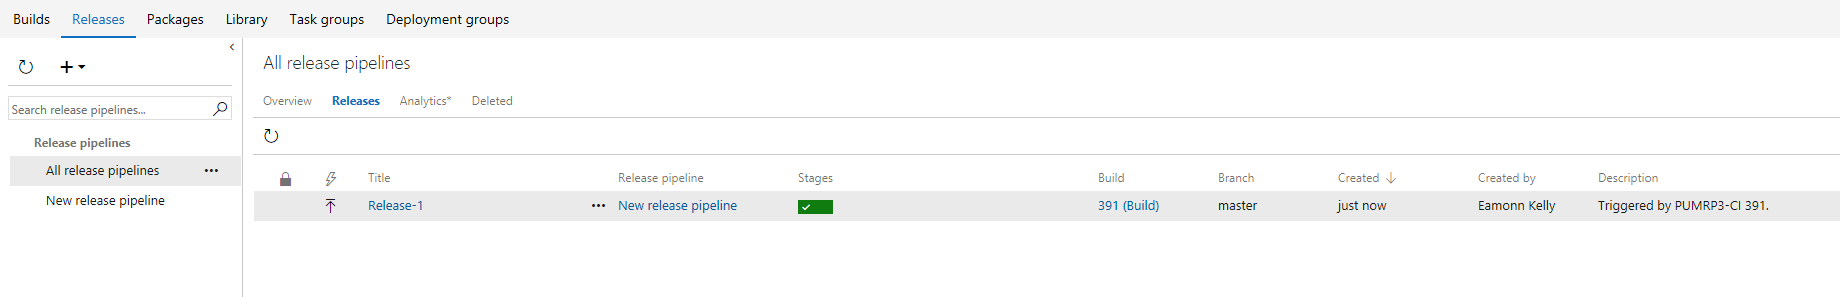 Builds Releases Packages Library Task groups Deployment groups
All release pipelines
Overview Releases Analytics* Deleted
Search release pipelines...
Release pipelines
All release pipelines ...
New release pipeline
Title Release pipeline Stages Build Branch Created Created by Description
Release-1 ... New release pipeline 391 (Build) master just now Eamonn Kelly Triggered by PUMRP3-CI 391.